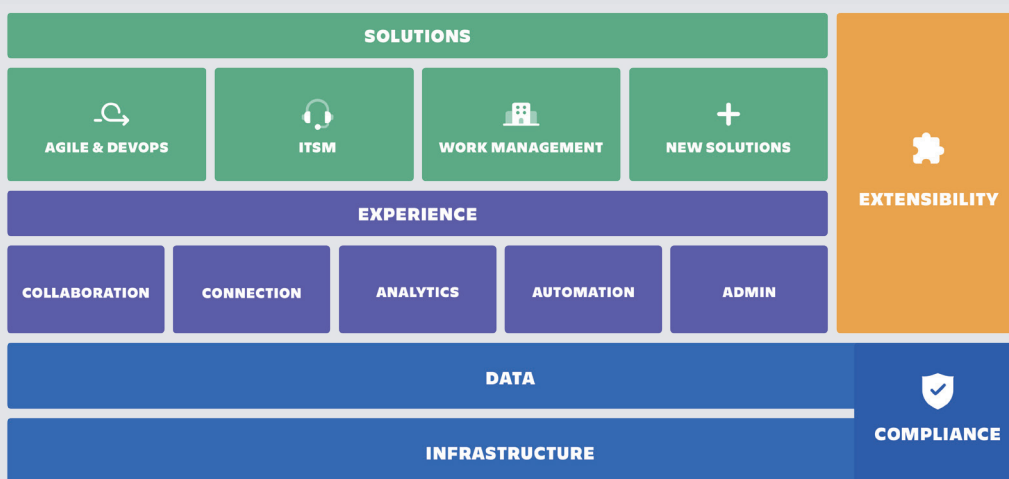 SOLUTIONS
AGILE & DEVOPS
ITSM
WORK MANAGEMENT
NEW SOLUTIONS
EXTENSIBILITY
EXPERIENCE
COLLABORATION
CONNECTION
ANALYTICS
AUTOMATION
ADMIN
DATA
COMPLIANCE
INFRASTRUCTURE